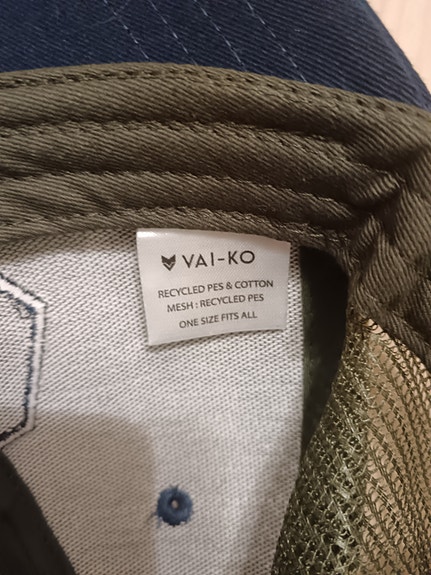 VAI-KO
RECYCLED PES & COTTON
MESH : RECYCLED PES
ONE SIZE FITS ALL